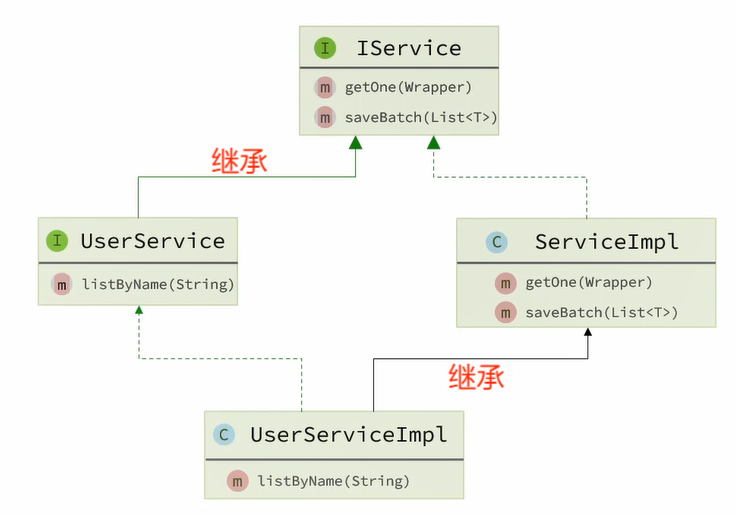 I IService
m getOne(Wrapper)
m saveBatch(List<T>)
继承
I UserService
m listByName(String)
C ServiceImpl
m getOne(Wrapper)
m saveBatch(List<T>)
继承
C UserServiceImpl
m listByName(String)